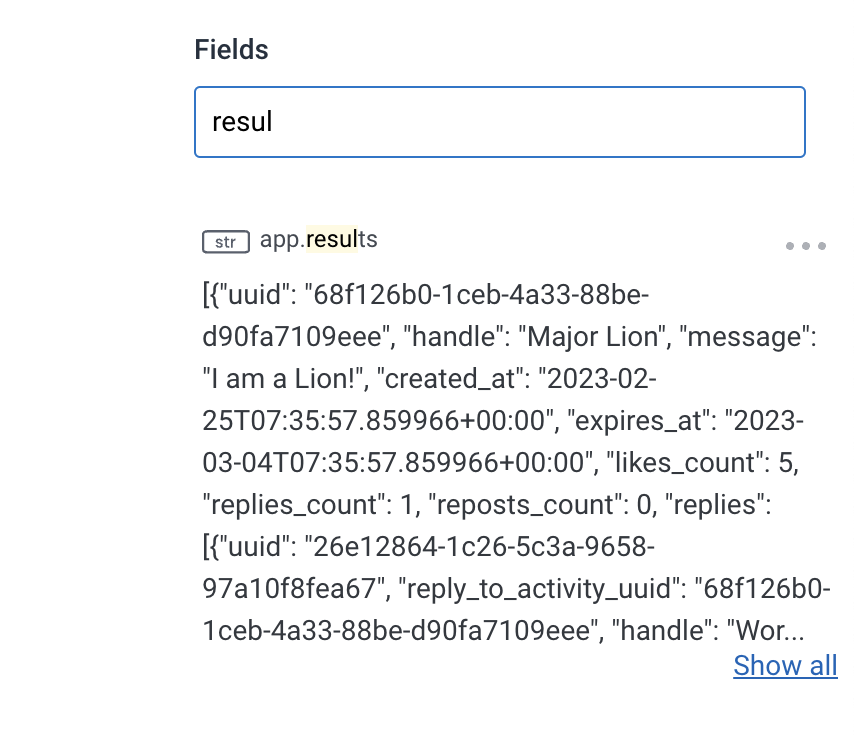 Fields
resul
str app.results
[{"uuid": "68f126b0-1ceb-4a33-88be-
d90fa7109eee", "handle": "Major Lion", "message":
"I am a Lion!", "created_at": "2023-02-
25T07:35:57.859966+00:00", "expires_at": "2023-
03-04T07:35:57.859966+00:00", "likes_count": 5,
"replies_count": 1, "reposts_count": 0, "replies":
[{"uuid": "26e12864-1c26-5c3a-9658-
97a10f8fea67", "reply_to_activity_uuid": "68f126b0-
1ceb-4a33-88be-d90fa7109eee", "handle": "Wor...
Show all